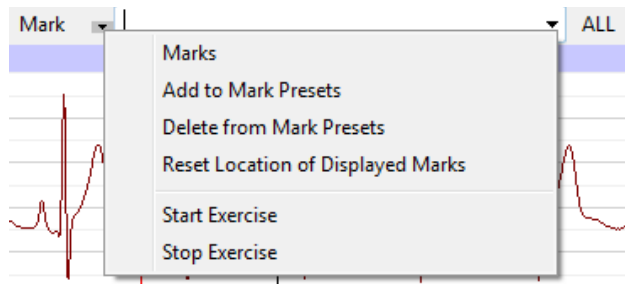 Mark ALL
Marks
Add to Mark Presets
Delete from Mark Presets
Reset Location of Displayed Marks
Start Exercise
Stop Exercise